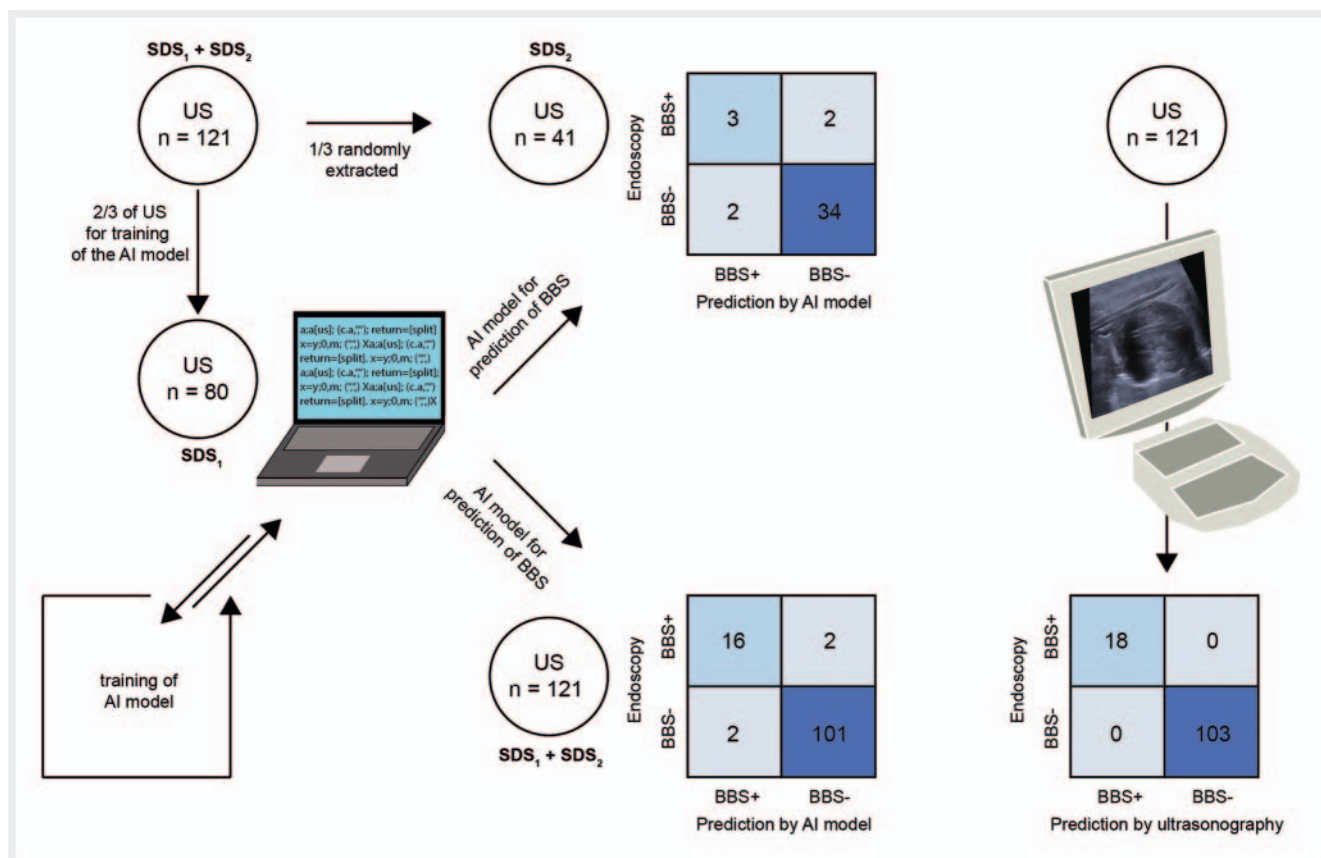 SDS₁ + SDS₂
US
n = 121
1/3 randomly
extracted
SDS₂
US
n = 41
Endoscopy
BBS+
BBS-
3
2
2
34
BBS+
BBS-
Prediction by AI model
US
n = 121
2/3 of US
for training
of the AI model
US
n = 80
SDS₁
a;a[us]; (c.a,“,”); return=[split]
x=y;0,m; (“,”,) Xa;a[us]; (c.a,“,”)
return=[split]. x=y;0,m; (“,”,)
a;a[us]; (c.a,“,”); return=[split];
x=y;0,m; (“,”,) Xa;a[us]; (c.a,“,”)
return=[split]. x=y;0,m; (“,”,)X
AI model for
prediction of BBS
AI model for
prediction of BBS
training of
AI model
US
n = 121
SDS₁ + SDS₂
Endoscopy
BBS+
BBS-
16
2
2
101
BBS+
BBS-
Prediction by AI model
Endoscopy
BBS+
BBS-
18
0
0
103
BBS+
BBS-
Prediction by ultrasonography